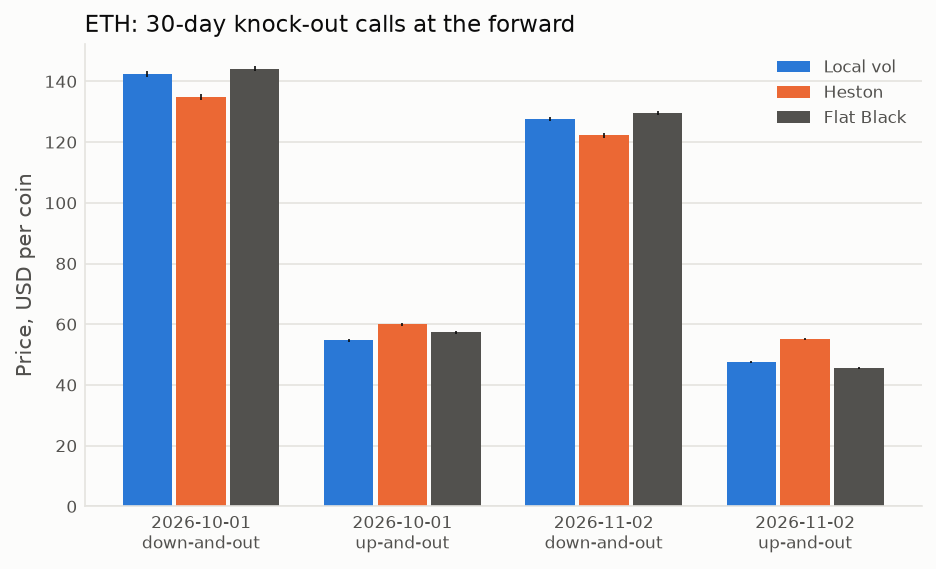 ETH: 30-day knock-out calls at the forward
Local vol
Heston
Flat Black
Price, USD per coin
140
120
100
80
60
40
20
0
2026-10-01
down-and-out
2026-10-01
up-and-out
2026-11-02
down-and-out
2026-11-02
up-and-out